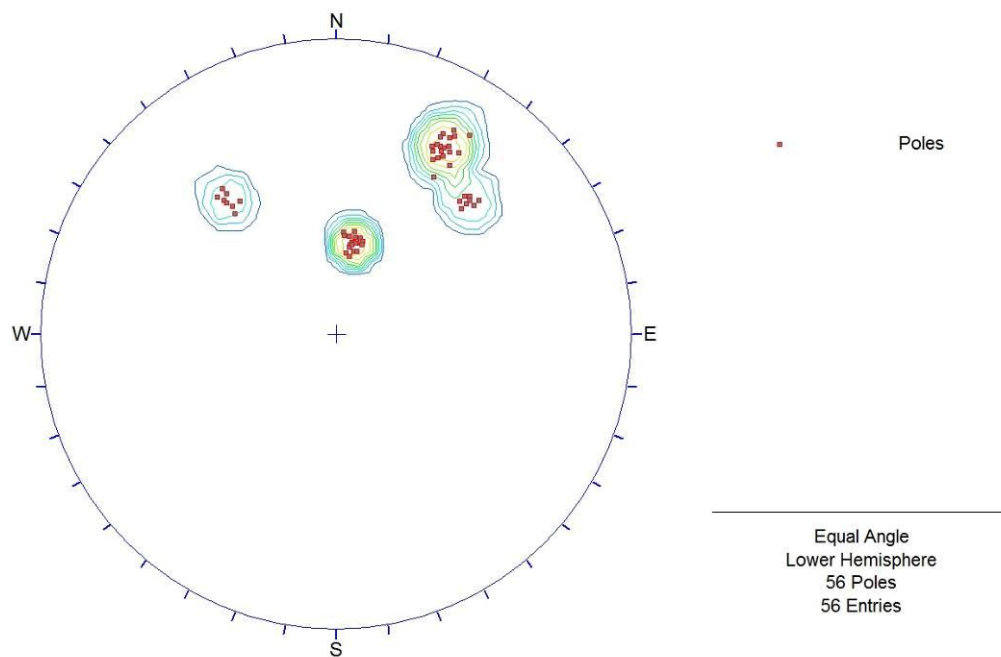 N
Poles
W
E
Equal Angle
Lower Hemisphere
56 Poles
56 Entries
S